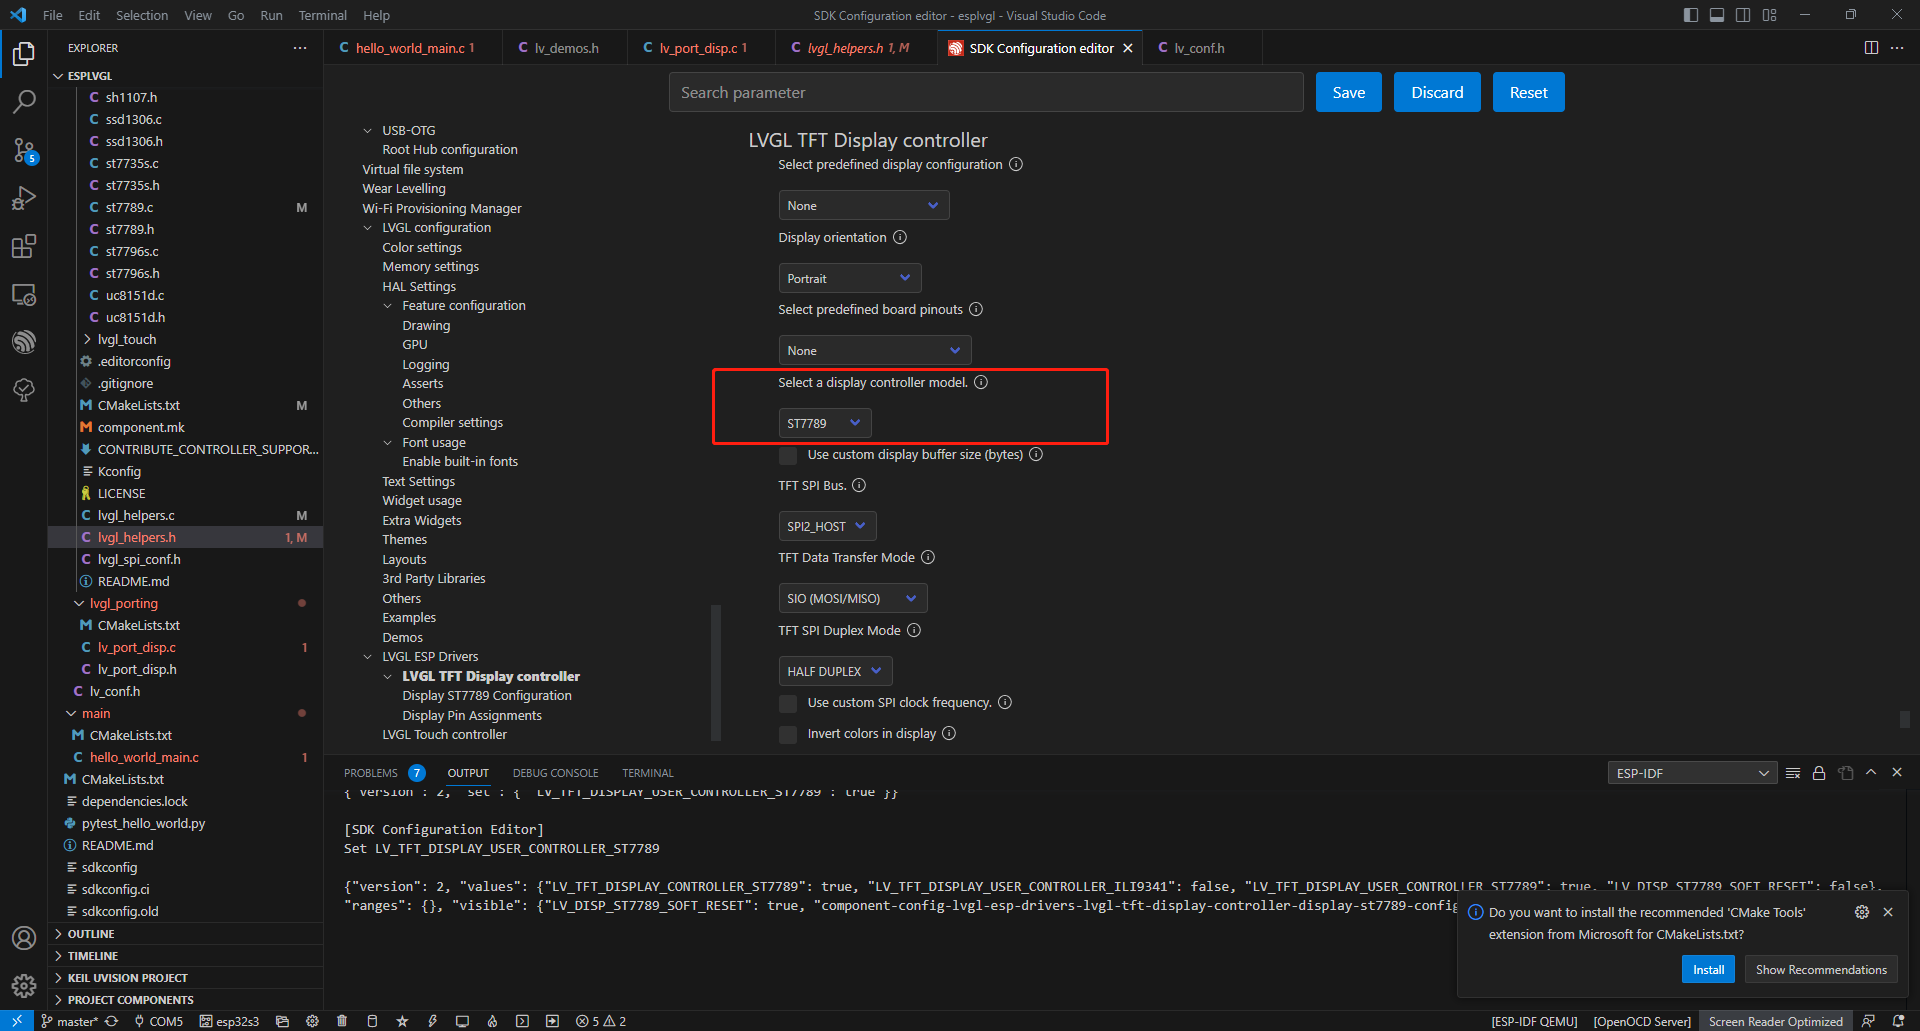 File Edit Selection View Go Run Terminal Help
SDK Configuration editor - esplvgl - Visual Studio Code
EXPLORER
hello_world_main.c 1
lv_demos.h
lv_port_disp.c 1
lvgl_helpers.h 1, M
SDK Configuration editor
lv_conf.h
ESPLVGL
sh1107.h
ssd1306.c
ssd1306.h
st7735s.c
st7735s.h
st7789.c M
st7789.h
st7796s.c
st7796s.h
uc8151d.c
uc8151d.h
lvgl_touch
.editorconfig
.gitignore
CMakeLists.txt M
component.mk
CONTRIBUTE_CONTROLLER_SUPPOR...
Kconfig
LICENSE
lvgl_helpers.c M
lvgl_helpers.h 1, M
lvgl_spi_conf.h
README.md
lvgl_porting
CMakeLists.txt
lv_port_disp.c 1
lv_port_disp.h
lv_conf.h
main
CMakeLists.txt
hello_world_main.c 1
CMakeLists.txt
dependencies.lock
pytest_hello_world.py
README.md
sdkconfig
sdkconfig.ci
sdkconfig.old
OUTLINE
TIMELINE
KEIL UVISION PROJECT
PROJECT COMPONENTS
5
Search parameter
Save
Discard
Reset
USB-OTG
Root Hub configuration
Virtual file system
Wear Levelling
Wi-Fi Provisioning Manager
LVGL configuration
Color settings
Memory settings
HAL Settings
Feature configuration
Drawing
GPU
Logging
Asserts
Others
Compiler settings
Font usage
Enable built-in fonts
Text Settings
Widget usage
Extra Widgets
Themes
Layouts
3rd Party Libraries
Others
Examples
Demos
LVGL ESP Drivers
LVGL TFT Display controller
Display ST7789 Configuration
Display Pin Assignments
LVGL Touch controller
LVGL TFT Display controller
Select predefined display configuration
None
Display orientation
Portrait
Select predefined board pinouts
None
Select a display controller model.
ST7789
Use custom display buffer size (bytes)
TFT SPI Bus.
SPI2_HOST
TFT Data Transfer Mode
SIO (MOSI/MISO)
TFT SPI Duplex Mode
HALF DUPLEX
Use custom SPI clock frequency.
Invert colors in display
PROBLEMS 7 OUTPUT DEBUG CONSOLE TERMINAL
ESP-IDF
{"version": 2, "set": { "LV_TFT_DISPLAY_USER_CONTROLLER_ST7789": true }}
[SDK Configuration Editor]
Set LV_TFT_DISPLAY_USER_CONTROLLER_ST7789
{"version": 2, "values": {"LV_TFT_DISPLAY_CONTROLLER_ST7789": true, "LV_TFT_DISPLAY_USER_CONTROLLER_ILI9341": false, "LV_TFT_DISPLAY_USER_CONTROLLER_ST7789": true, "LV_DISP_ST7789_SOFT_RESET": false},
"ranges": {}, "visible": {"LV_DISP_ST7789_SOFT_RESET": true, "component-config-lvgl-esp-drivers-lvgl-tft-display-controller-display-st7789-config
Do you want to install the recommended 'CMake Tools'
extension from Microsoft for CMakeLists.txt?
Install
Show Recommendations
master* COM5 esp32s3 5 2
[ESP-IDF QEMU] [OpenOCD Server] Screen Reader Optimized